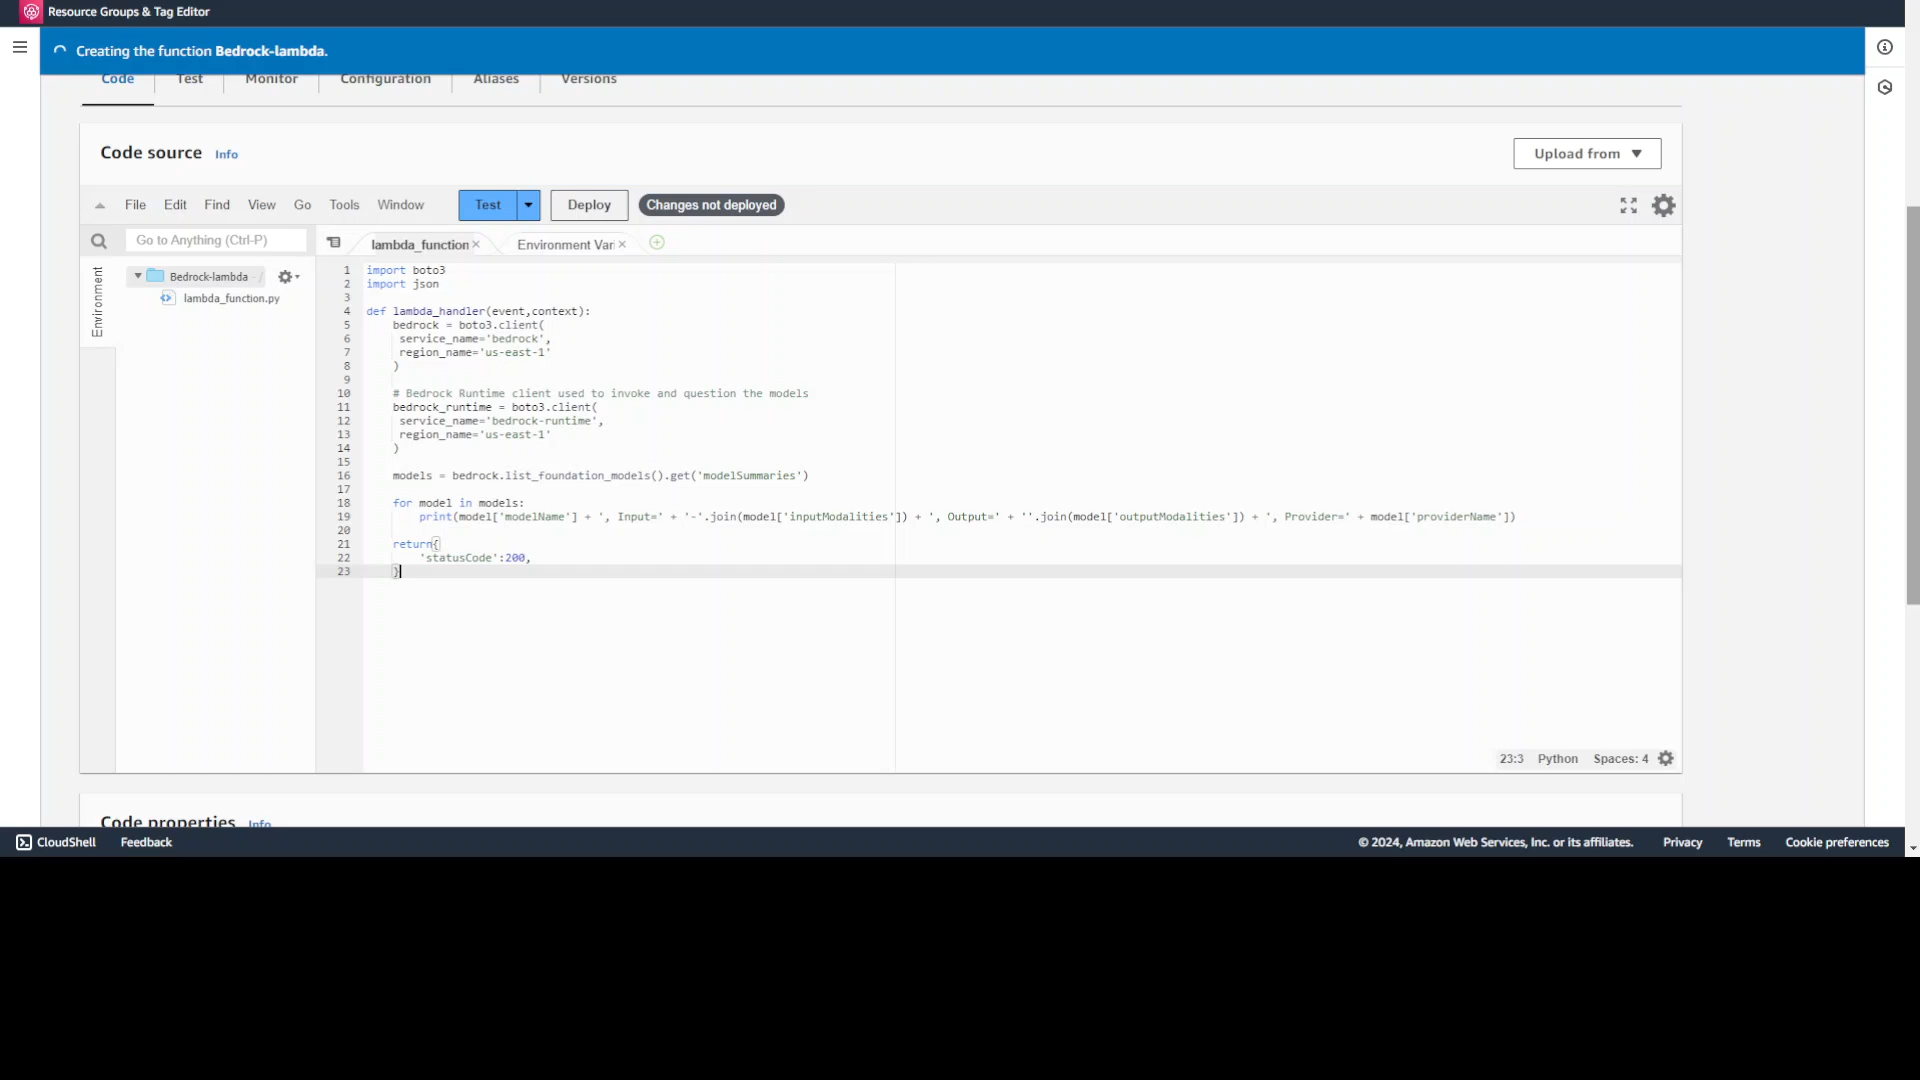 Resource Groups & Tag Editor
Creating the function Bedrock-lambda.
Code Test Monitor Configuration Aliases Versions
Code source Info
Upload from
File Edit Find View Go Tools Window Test Deploy Changes not deployed
Go to Anything (Ctrl-P)
lambda_function Environment Vari
Environment
Bedrock-lambda - /
lambda_function.py
1 import boto3
2 import json
3
4 def lambda_handler(event,context):
5 bedrock = boto3.client(
6 service_name='bedrock',
7 region_name='us-east-1'
8 )
9
10 # Bedrock Runtime client used to invoke and question the models
11 bedrock_runtime = boto3.client(
12 service_name='bedrock-runtime',
13 region_name='us-east-1'
14 )
15
16 models = bedrock.list_foundation_models().get('modelSummaries')
17
18 for model in models:
19 print(model['modelName'] + ', Input=' + '-'.join(model['inputModalities']) + ', Output=' + ''.join(model['outputModalities']) + ', Provider=' + model['providerName'])
20
21 return{
22 'statusCode':200,
23 }
23:3 Python Spaces: 4
Code properties Info
CloudShell Feedback
© 2024, Amazon Web Services, Inc. or its affiliates. Privacy Terms Cookie preferences